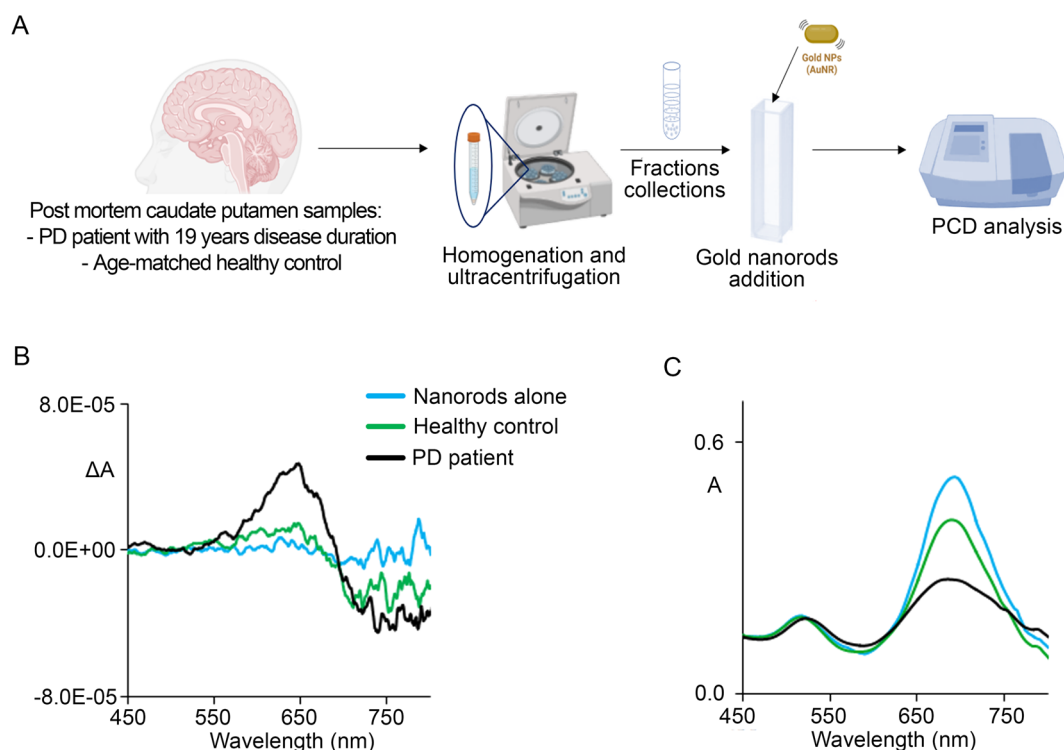 A
Gold NPs
(AuNR)
Post mortem caudate putamen samples:
- PD patient with 19 years disease duration
- Age-matched healthy control
Homogenation and
ultracentrifugation
Fractions
collections
Gold nanorods
addition
PCD analysis
B
8.0E-05
ΔA
0.0E+00
-8.0E-05
450
550
650
750
Wavelength (nm)
Nanorods alone
Healthy control
PD patient
C
0.6
A
0.0
450
550
650
750
Wavelength (nm)